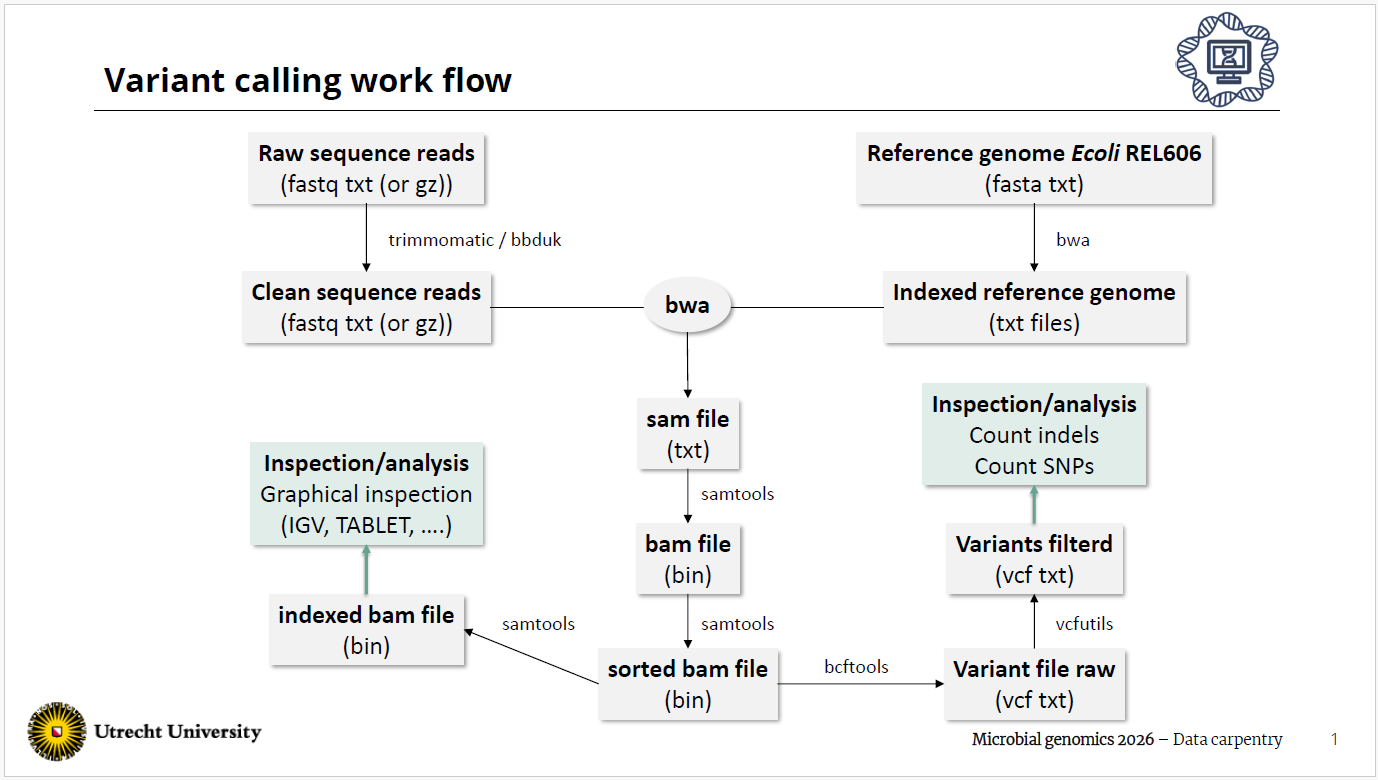 Variant calling work flow
Raw sequence reads
(fastq txt (or gz))
Reference genome Ecoli REL606
(fasta txt)
trimmomatic / bbduk
bwa
Clean sequence reads
(fastq txt (or gz))
bwa
Indexed reference genome
(txt files)
sam file
(txt)
Inspection/analysis
Count indels
Count SNPs
Inspection/analysis
Graphical inspection
(IGV, TABLET, ....)
samtools
bam file
(bin)
Variants filterd
(vcf txt)
indexed bam file
(bin)
samtools
samtools
vcfutils
sorted bam file
(bin)
bcftools
Variant file raw
(vcf txt)
Utrecht University
Microbial genomics 2026 – Data carpentry
1